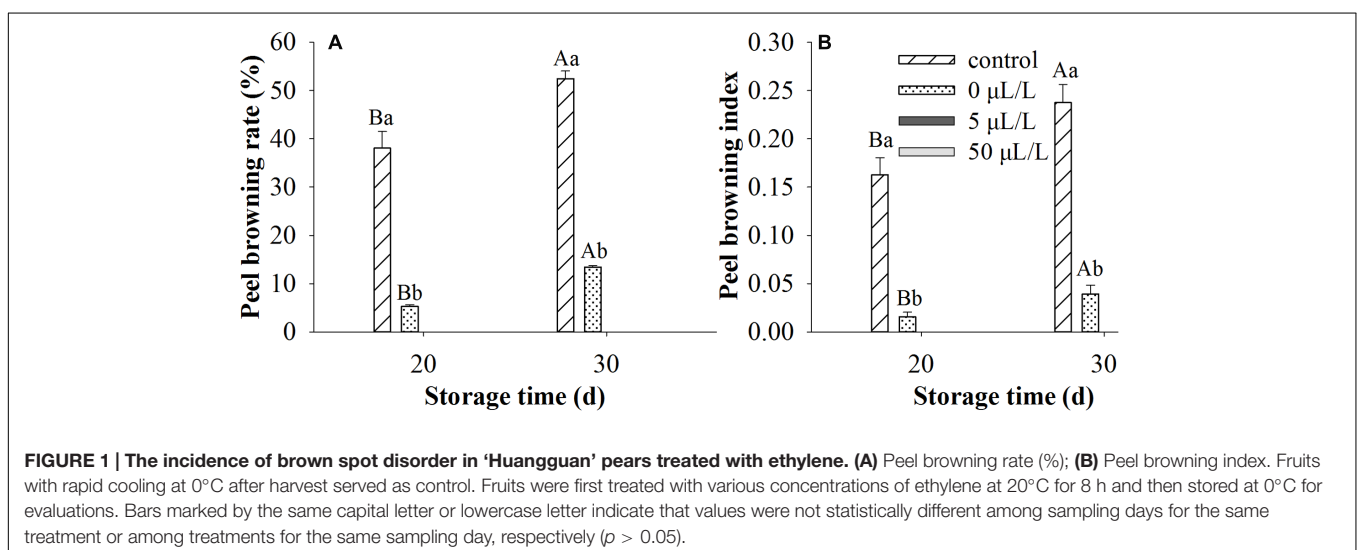 A
60
50
40
30
20
10
0
Peel browning rate (%)
Ba
Bb
Aa
Ab
20
30
Storage time (d)
B
0.30
0.25
0.20
0.15
0.10
0.05
0.00
Peel browning index
control
0 µL/L
5 µL/L
50 µL/L
Ba
Bb
Aa
Ab
20
30
Storage time (d)
FIGURE 1 | The incidence of brown spot disorder in ‘Huangguan’ pears treated with ethylene. (A) Peel browning rate (%); (B) Peel browning index. Fruits
with rapid cooling at 0°C after harvest served as control. Fruits were first treated with various concentrations of ethylene at 20°C for 8 h and then stored at 0°C for
evaluations. Bars marked by the same capital letter or lowercase letter indicate that values were not statistically different among sampling days for the same
treatment or among treatments for the same sampling day, respectively (p > 0.05).